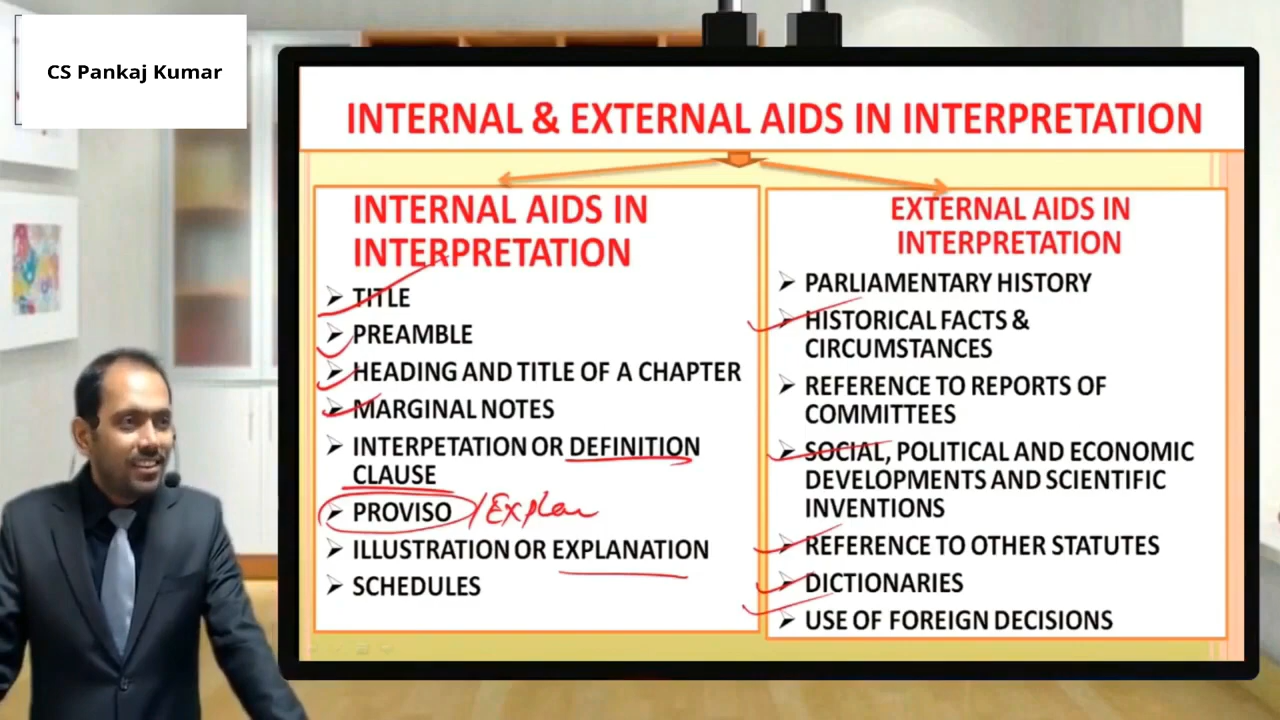 CS Pankaj Kumar
INTERNAL & EXTERNAL AIDS IN INTERPRETATION
INTERNAL AIDS IN
INTERPRETATION
TITLE
PREAMBLE
HEADING AND TITLE OF A CHAPTER
MARGINAL NOTES
INTERPETATION OR DEFINITION
CLAUSE
PROVISO /Explan
ILLUSTRATION OR EXPLANATION
SCHEDULES
EXTERNAL AIDS IN
INTERPRETATION
PARLIAMENTARY HISTORY
HISTORICAL FACTS &
CIRCUMSTANCES
REFERENCE TO REPORTS OF
COMMITTEES
SOCIAL, POLITICAL AND ECONOMIC
DEVELOPMENTS AND SCIENTIFIC
INVENTIONS
REFERENCE TO OTHER STATUTES
DICTIONARIES
USE OF FOREIGN DECISIONS